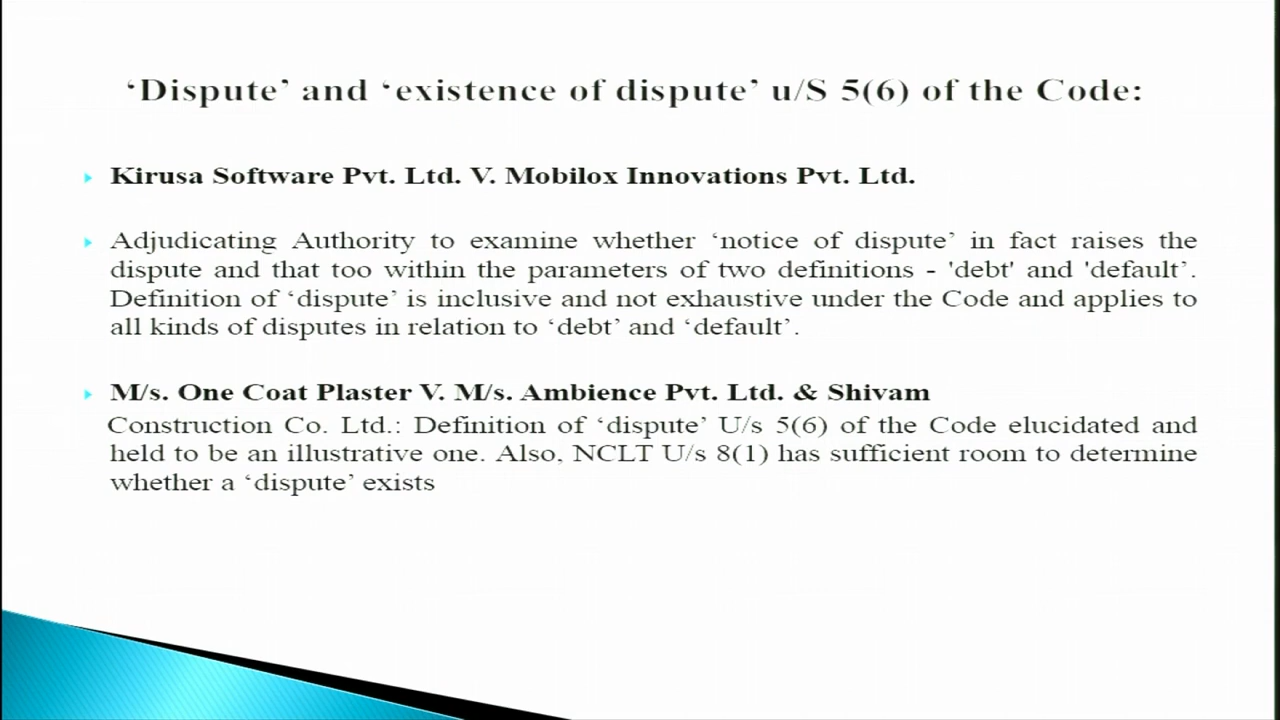 ‘Dispute’ and ‘existence of dispute’ u/S 5(6) of the Code:
Kirusa Software Pvt. Ltd. V. Mobilox Innovations Pvt. Ltd.
Adjudicating Authority to examine whether ‘notice of dispute’ in fact raises the
dispute and that too within the parameters of two definitions - 'debt' and 'default’.
Definition of ‘dispute’ is inclusive and not exhaustive under the Code and applies to
all kinds of disputes in relation to ‘debt’ and ‘default’.
M/s. One Coat Plaster V. M/s. Ambience Pvt. Ltd. & Shivam
Construction Co. Ltd.: Definition of ‘dispute’ U/s 5(6) of the Code elucidated and
held to be an illustrative one. Also, NCLT U/s 8(1) has sufficient room to determine
whether a ‘dispute’ exists